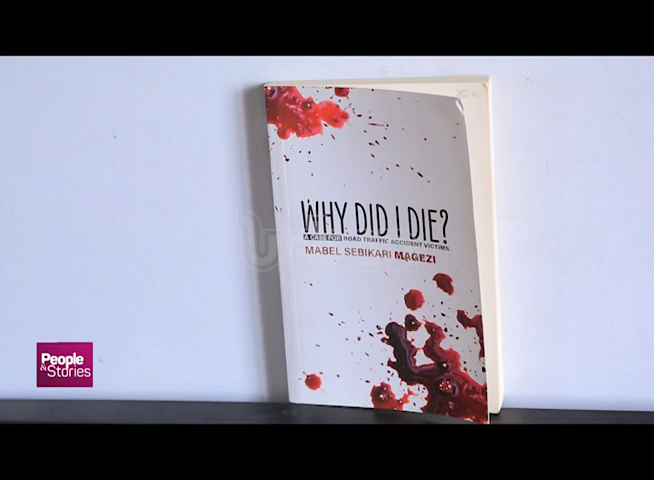 WHY DID I DIE?
A CASE FOR ROAD TRAFFIC ACCIDENT VICTIMS
MABEL SEBIKARI MAGEZI
People
& Stories